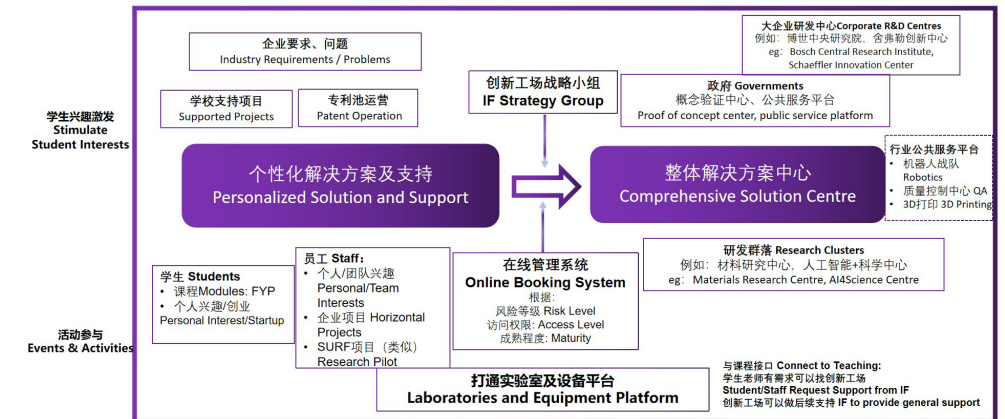 学生兴趣激发
Stimulate
Student Interests
活动参与
Events & Activities
企业要求、问题
Industry Requirements / Problems
学校支持项目
Supported Projects
专利池运营
Patent Operation
创新工场战略小组
IF Strategy Group
大企业研发中心Corporate R&D Centres
例如：博世中央研究院，舍弗勒创新中心
eg：Bosch Central Research Institute,
Schaeffler Innovation Center
政府 Governments
概念验证中心、公共服务平台
Proof of concept center, public service platform
个性化解决方案及支持
Personalized Solution and Support
整体解决方案中心
Comprehensive Solution Centre
行业公共服务平台
• 机器人战队
Robotics
• 质量控制中心 QA
• 3D打印 3D Printing
学生 Students
• 课程Modules: FYP
• 个人兴趣/创业
Personal Interest/Startup
员工 Staff：
• 个人/团队兴趣
Personal/Team
Interests
• 企业项目 Horizontal
Projects
• SURF项目（类似）
Research Pilot
在线管理系统
Online Booking System
根据:
风险等级 Risk Level
访问权限: Access Level
成熟程度: Maturity
研发群落 Research Clusters
例如：材料研究中心，人工智能+科学中心
eg：Materials Research Centre, AI4Science Centre
打通实验室及设备平台
Laboratories and Equipment Platform
与课程接口 Connect to Teaching:
学生老师有需求可以找创新工场
Student/Staff Request Support from IF
创新工场可以做后续支持 IF to provide general support